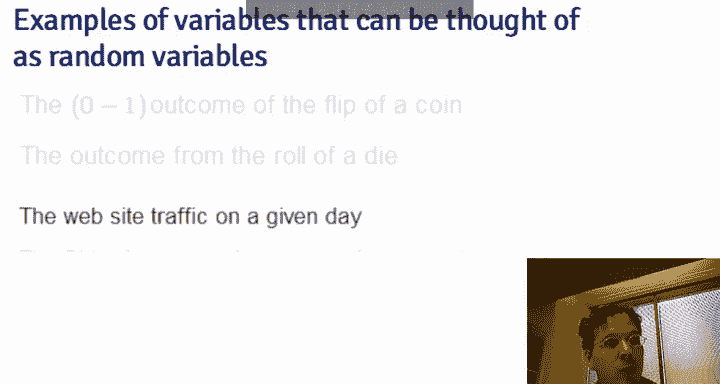 Examples of variables that can be thought of
as random variables
The (0 − 1) outcome of the flip of a coin
The outcome from the roll of a die
The web site traffic on a given day